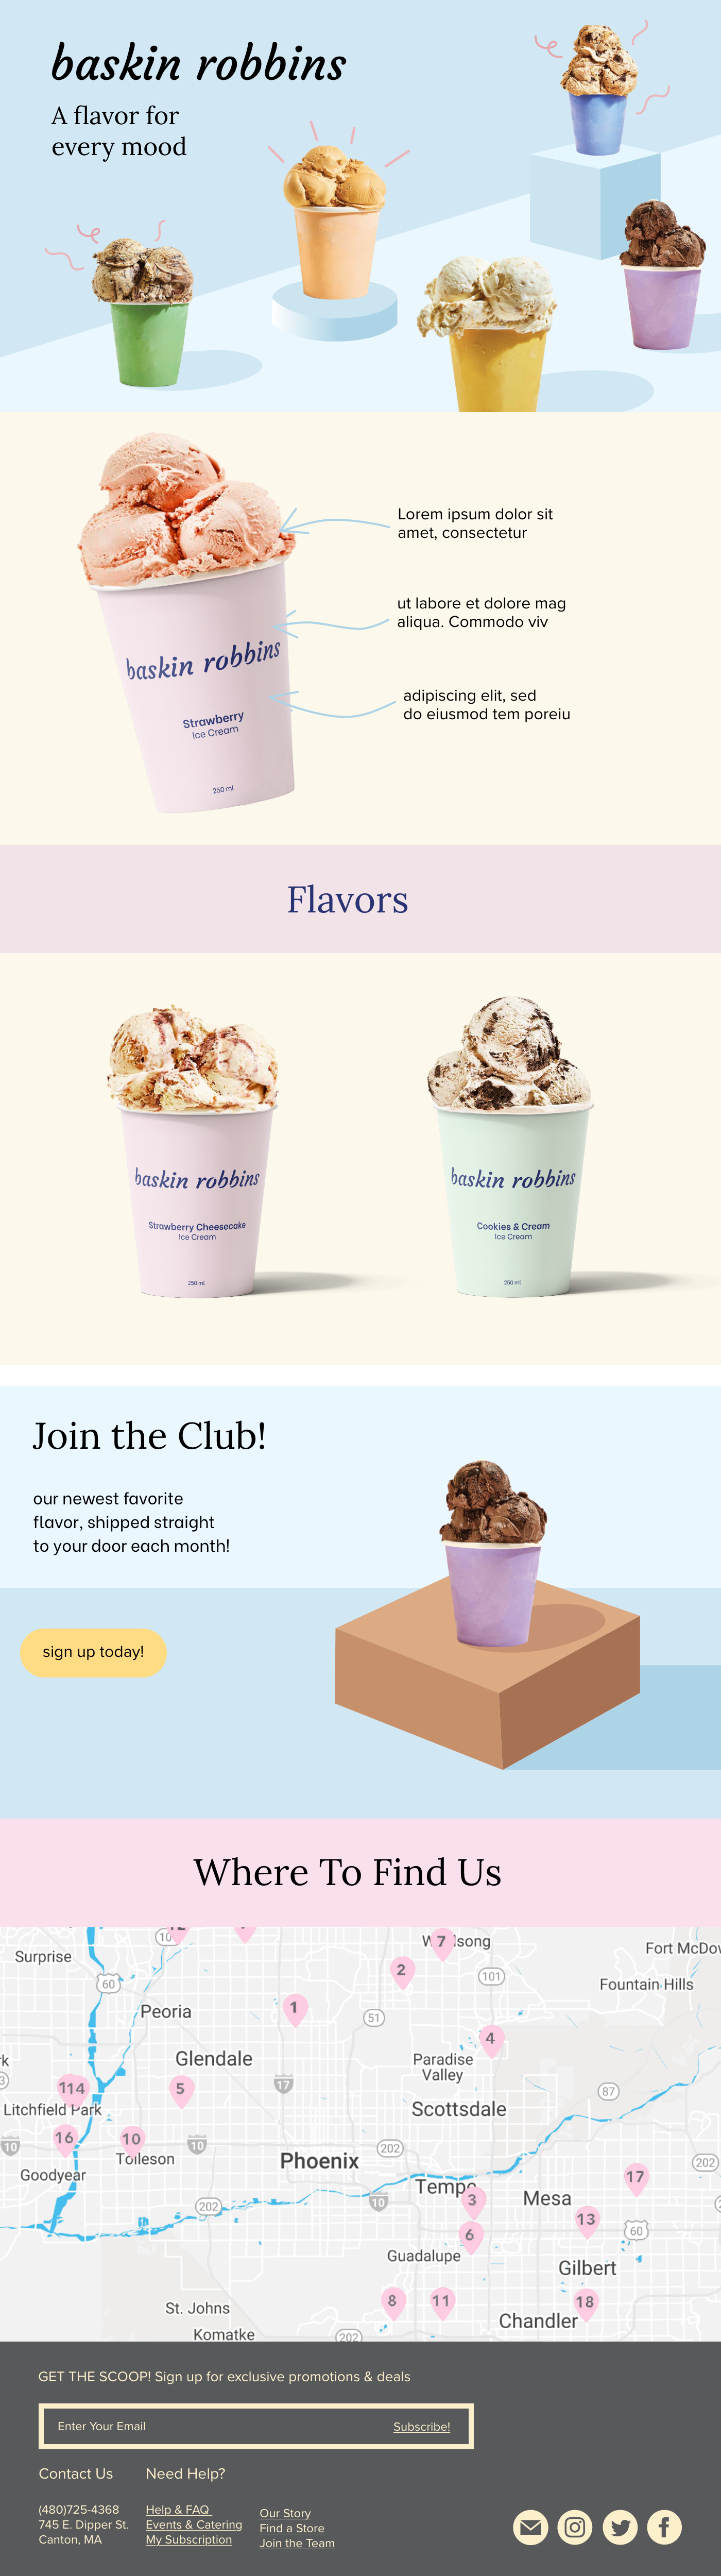 baskin robbins
A flavor for
every mood
Lorem ipsum dolor sit
amet, consectetur
ut labore et dolore mag
aliqua. Commodo viv
adipiscing elit, sed
do eiusmod tem poreiu
baskin robbins
Strawberry
Ice Cream
250 ml
Flavors
baskin robbins
Strawberry Cheesecake
Ice Cream
250 ml
baskin robbins
Cookies & Cream
Ice Cream
250 ml
Join the Club!
our newest favorite
flavor, shipped straight
to your door each month!
sign up today!
Where To Find Us
12
10
7
Surprise
60
2
101
Fort McDov
Fountain Hills
Peoria
1
51
4
Glendale
Paradise
Valley
17
114
5
87
Litchfield Park
Scottsdale
16
10
10
10
Tolleson
202
Phoenix
202
Goodyear
Tempe
17
202
10
3
Mesa
13
6
60
Guadalupe
Gilbert
St. Johns
8
11
18
Chandler
Komatke
202
GET THE SCOOP! Sign up for exclusive promotions & deals
Enter Your Email
Subscribe!
Contact Us
(480)725-4368
745 E. Dipper St.
Canton, MA
Need Help?
Help & FAQ
Events & Catering
My Subscription
Our Story
Find a Store
Join the Team